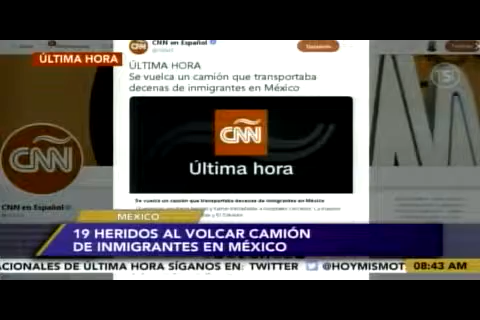 CNN en Español
ÚLTIMA HORA
ÚLTIMA HORA
Se vuelca un camión que transportaba
decenas de inmigrantes en México
CNN
Última hora
CNN
CNN en Español
Se vuelca un camión que transportaba decenas de inmigrantes en México
MÉXICO
19 HERIDOS AL VOLCAR CAMIÓN
DE INMIGRANTES EN MÉXICO
ACIONALES DE ÚLTIMA HORA SÍGANOS EN: TWITTER @HOYMISMOT
08:43 AM